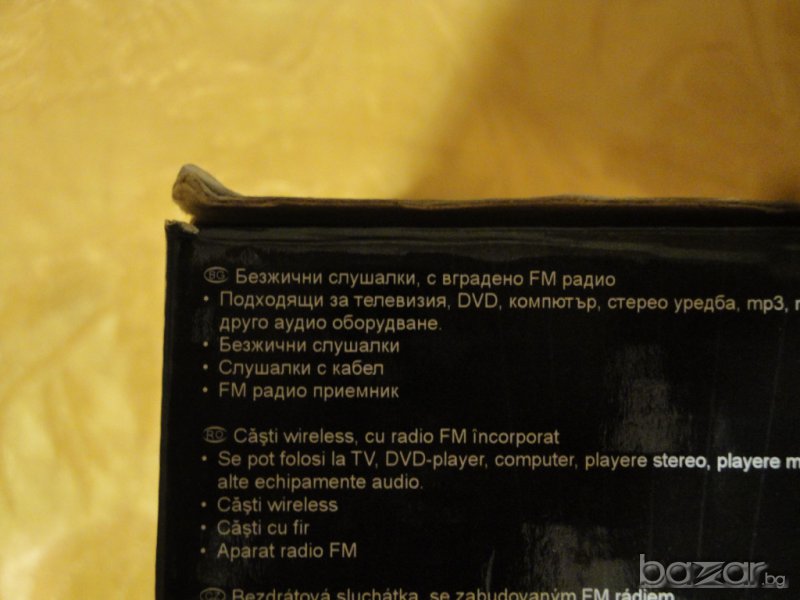 BG Безжични слушалки, с вградено FM радио
• Подходящи за телевизия, DVD, компютър, стерео уредба, mp3,
друго аудио оборудване.
• Безжични слушалки
• Слушалки с кабел
• FM радио приемник
RO Căşti wireless, cu radio FM încorporat
• Se pot folosi la TV, DVD-player, computer, playere stereo, playere
alte echipamente audio.
• Căşti wireless
• Căşti cu fir
• Aparat radio FM
CZ Bezdrátová sluchátka, se zabudovaným FM rádiem
bazar.bg